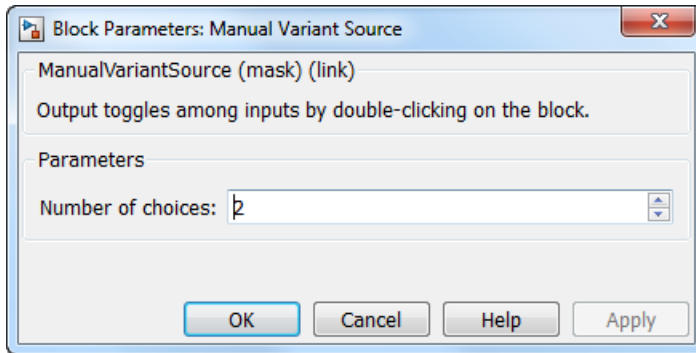 Block Parameters: Manual Variant Source
ManualVariantSource (mask) (link)
Output toggles among inputs by double-clicking on the block.
Parameters
Number of choices: 2
OK Cancel Help Apply